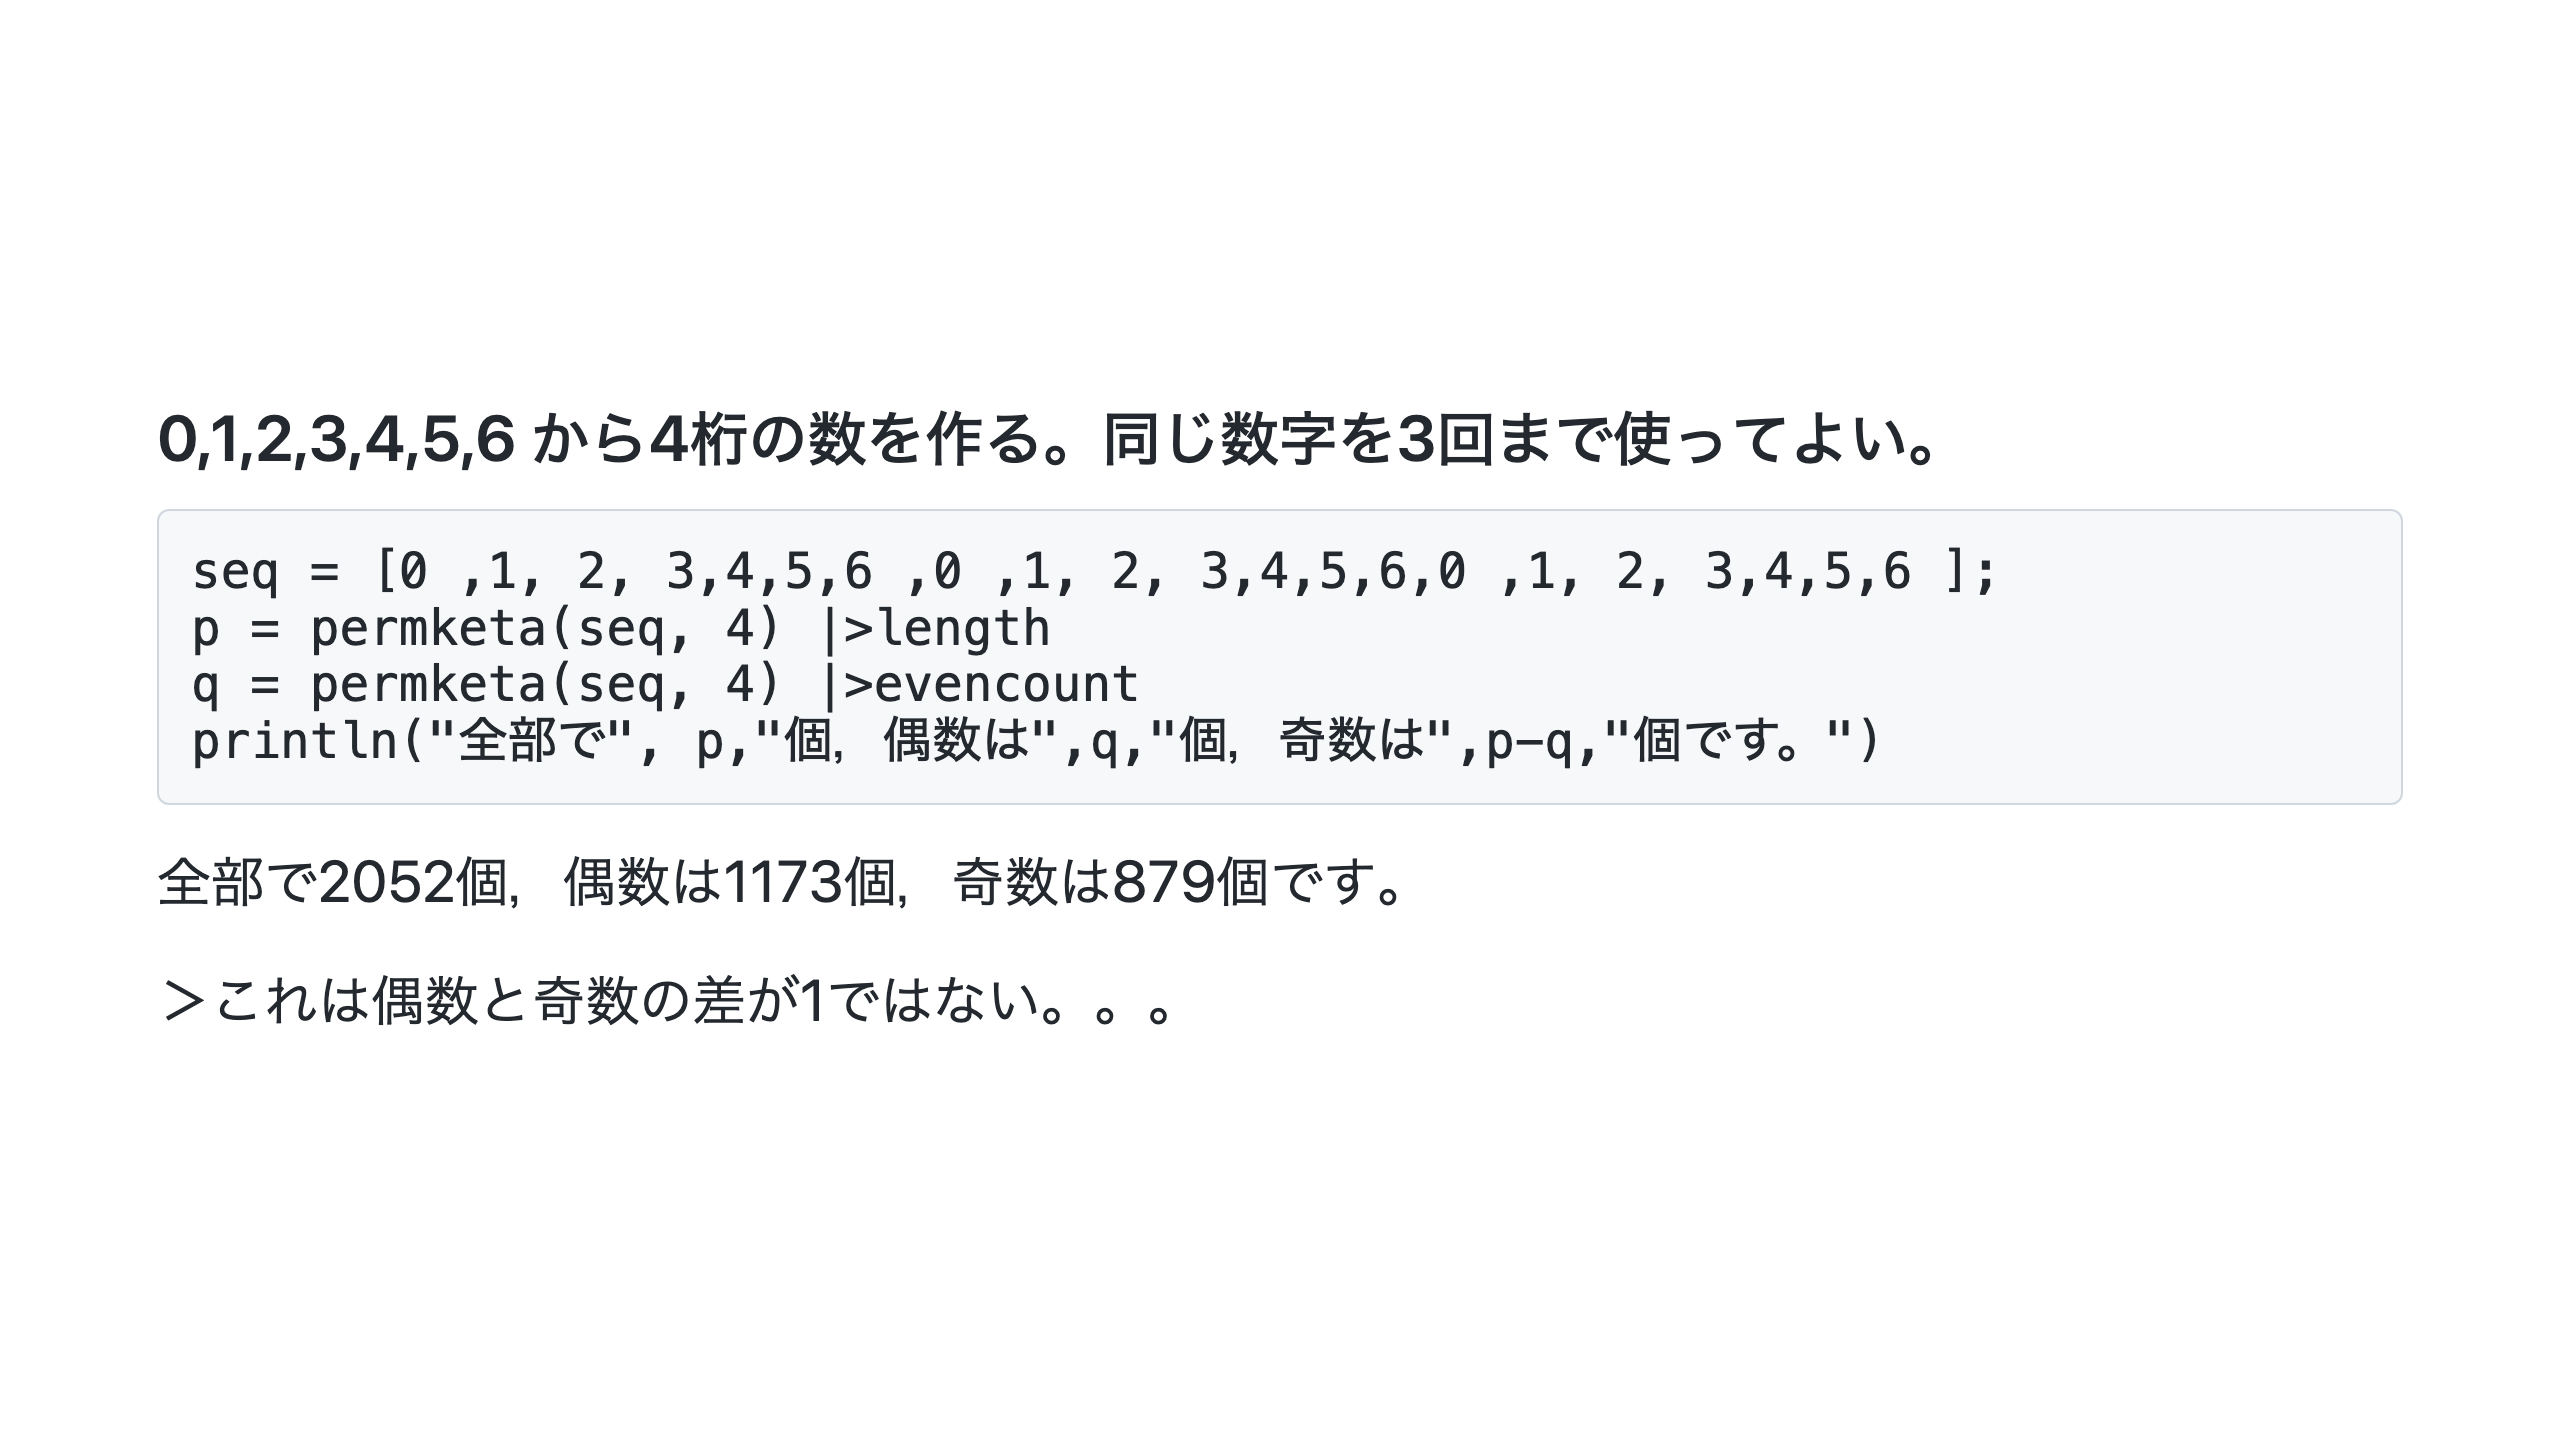 0,1,2,3,4,5,6 から4桁の数を作る。同じ数字を3回まで使ってよい。
seq = [0 ,1, 2, 3,4,5,6 ,0 ,1, 2, 3,4,5,6,0 ,1, 2, 3,4,5,6 ];
p = permketa(seq, 4) |>length
q = permketa(seq, 4) |>evencount
println("全部で", p,"個，偶数は",q,"個，奇数は",p-q,"個です。")
全部で2052個，偶数は1173個，奇数は879個です。
＞これは偶数と奇数の差が1ではない。。。